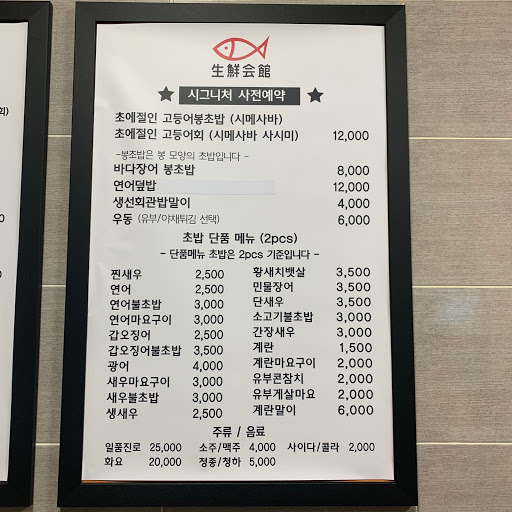 회)
0
0
0
0
生鮮会館
★ 시그니처 사전예약 ★
초에절인 고등어봉초밥 (시메사바)
초에절인 고등어회 (시메사바 사시미) 12,000
-봉초밥은 봉 모양의 초밥입니다 -
바다장어 봉초밥 8,000
연어덮밥 12,000
생선회관밥말이 4,000
우동 (유부/야채튀김 선택) 6,000
초밥 단품 메뉴 (2pcs)
- 단품메뉴 초밥은 2pcs 기준입니다 -
찐새우 2,500
연어 2,500
연어불초밥 3,000
연어마요구이 3,000
갑오징어 2,500
갑오징어불초밥 3,500
광어 4,000
새우마요구이 3,000
새우불초밥 3,000
생새우 2,500
황새치뱃살 3,500
민물장어 3,500
단새우 3,500
소고기불초밥 3,000
간장새우 3,000
계란 1,500
계란마요구이 2,000
유부콘참치 2,000
유부게살마요 2,000
계란말이 6,000
주류 / 음료
일품진로 25,000 소주/맥주 4,000 사이다/콜라 2,000
화요 20,000 정종/청하 5,000